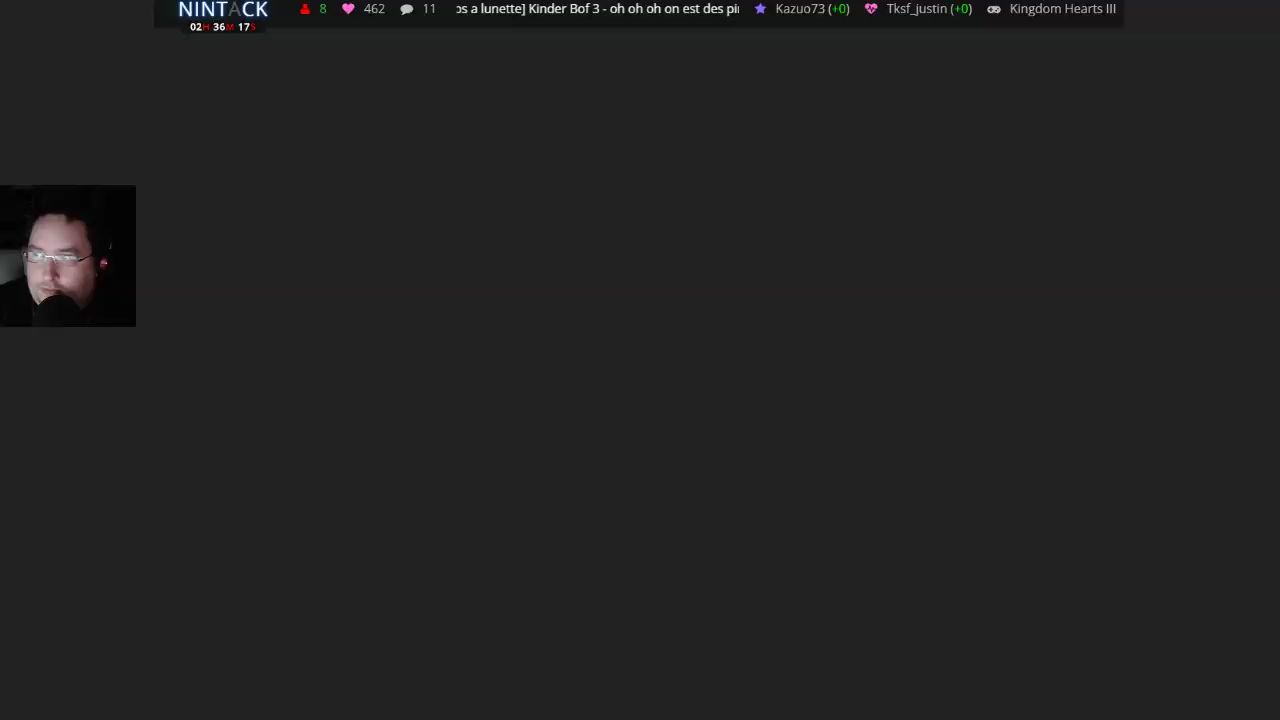 NINTACK 8 462 11 os a lunette] Kinder Bof 3 - oh oh oh on est des pi Kazuo73 (+0) Tksf_justin (+0) Kingdom Hearts III
02H 36M 17S